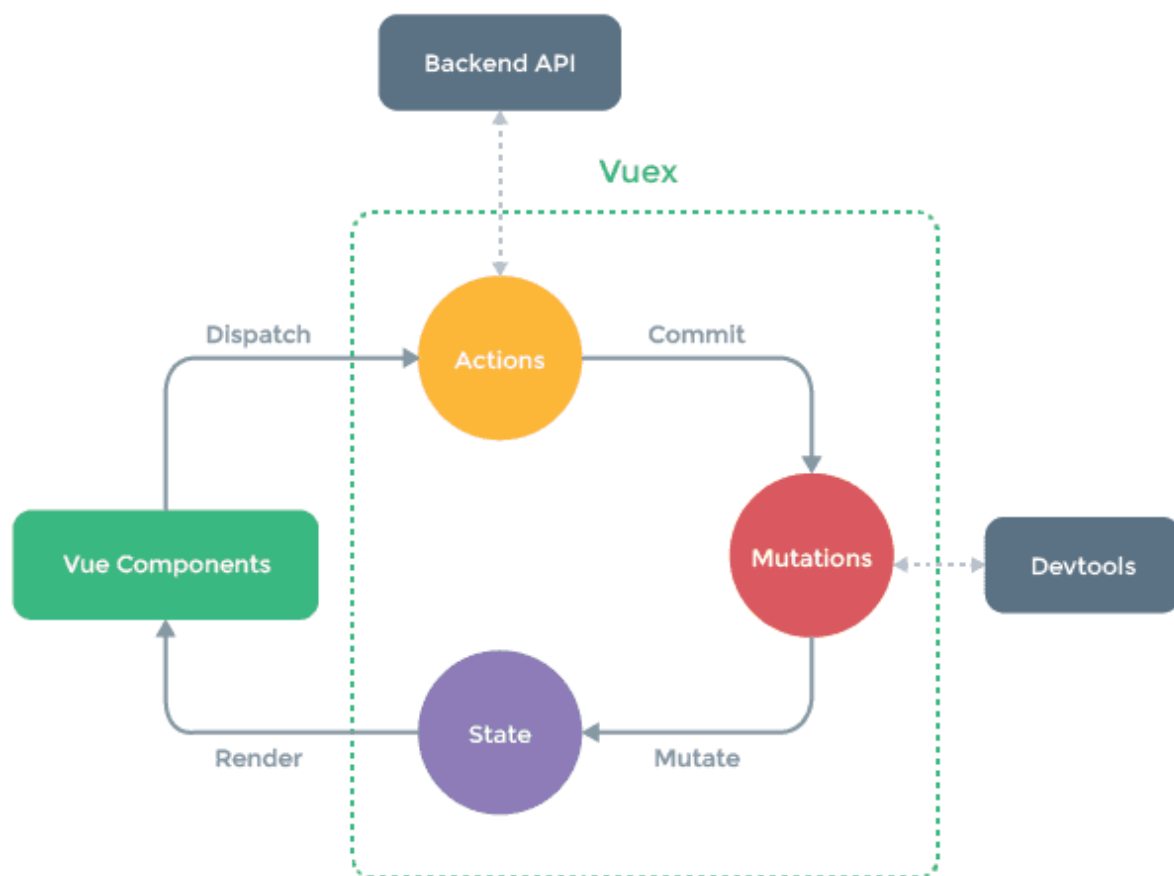 Backend API
Vuex
Dispatch
Commit
Actions
Vue Components
Mutations
Devtools
State
Render
Mutate